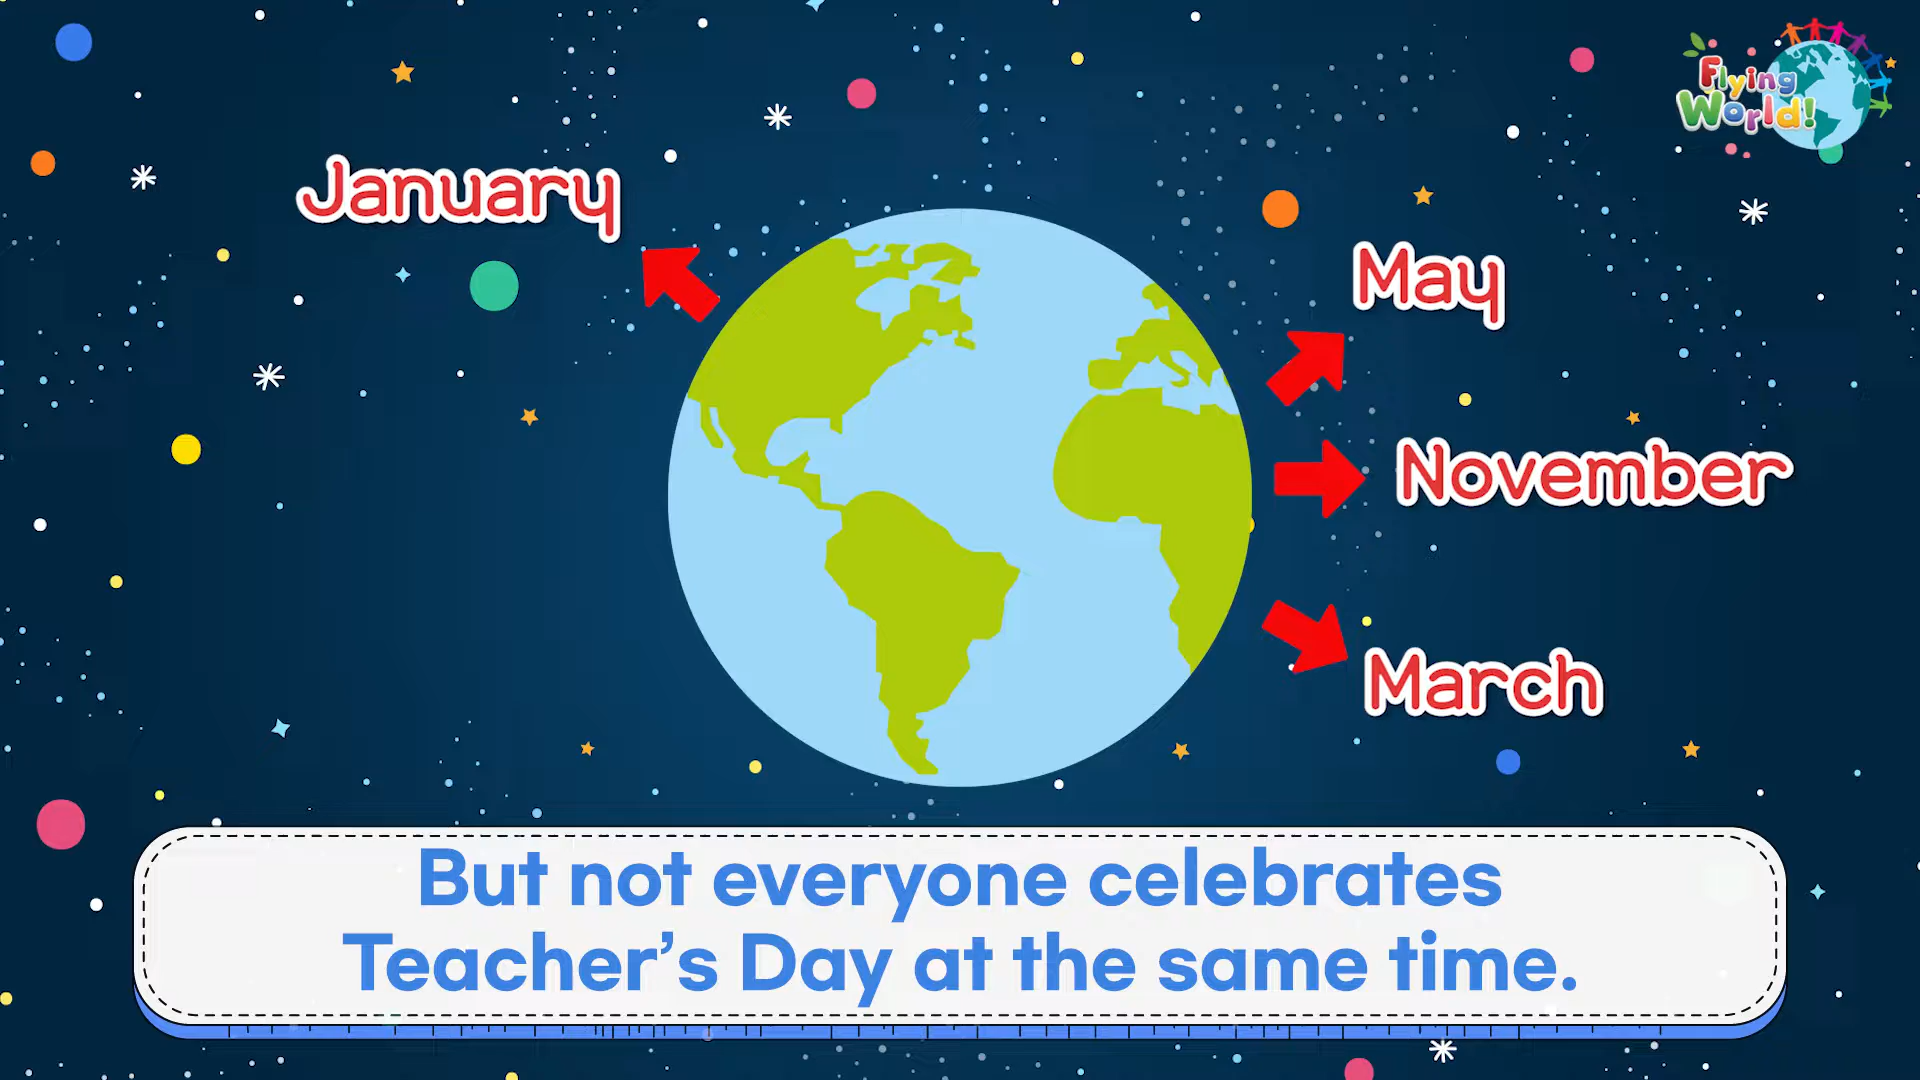 Flying
World!
January
May
November
March
But not everyone celebrates
Teacher's Day at the same time.